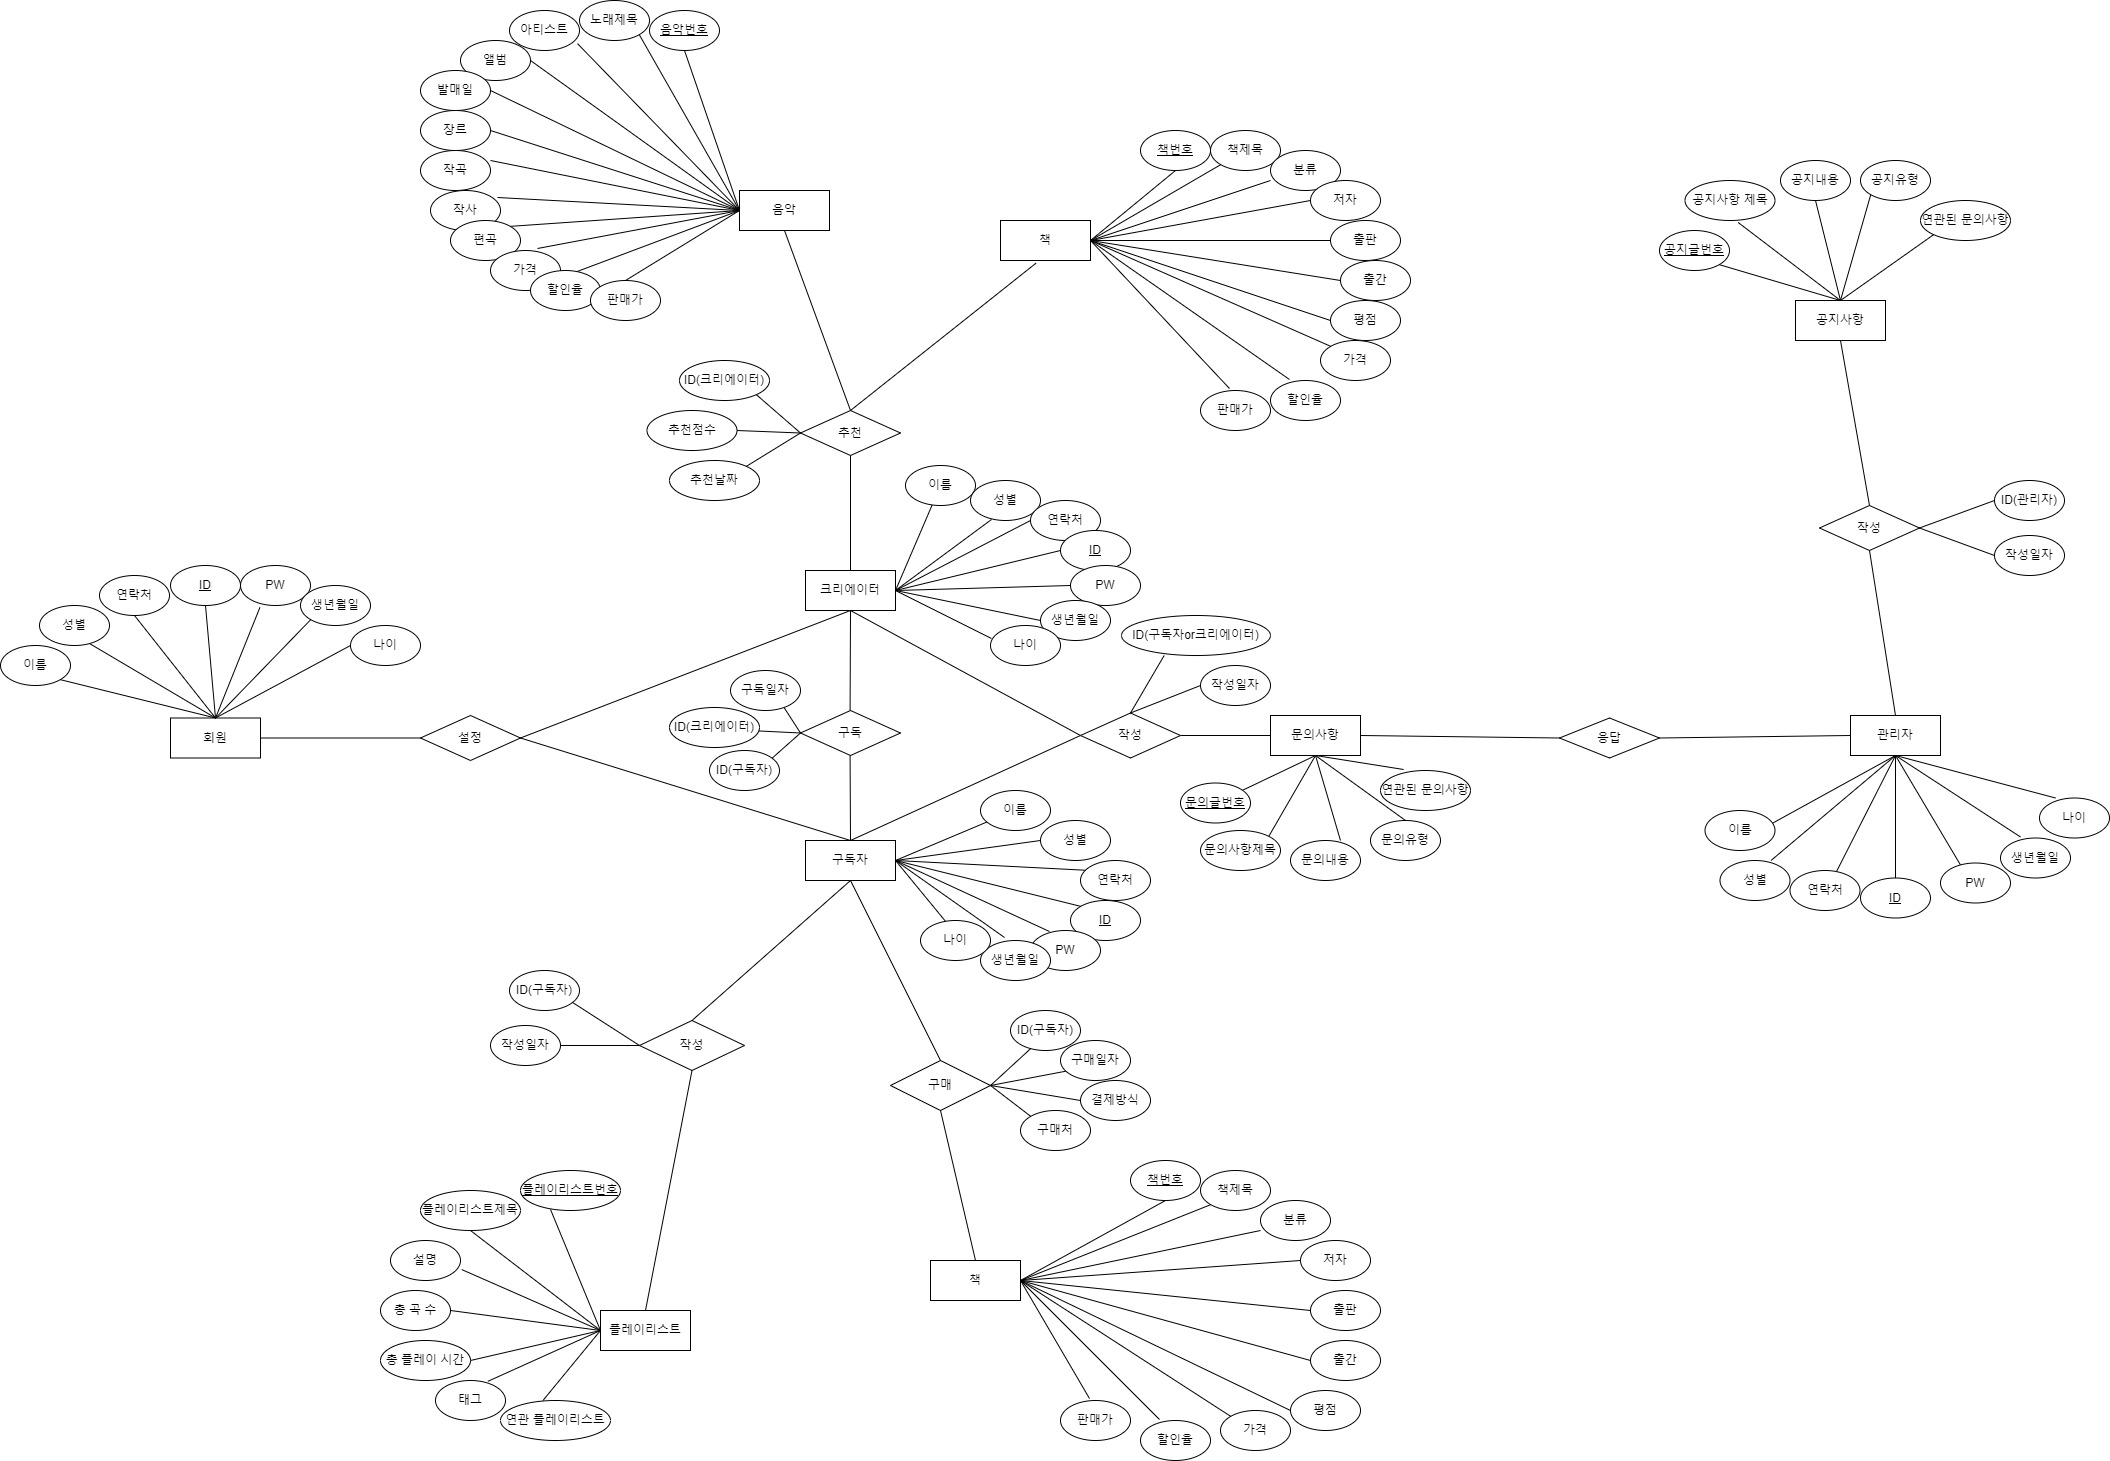 노래제목
아티스트
음악번호
앨범
발매일
장르
작곡
작사
편곡
가격
할인율
판매가
음악
책번호
책제목
분류
저자
출판
출간
평점
가격
할인율
판매가
책
공지사항 제목
공지내용
공지유형
연관된 문의사항
공지글번호
공지사항
ID(크리에이터)
추천점수
추천날짜
추천
이름
성별
연락처
ID
PW
생년월일
나이
크리에이터
ID(관리자)
작성일자
작성
이름
성별
연락처
ID
PW
생년월일
나이
회원
설정
구독일자
ID(크리에이터)
ID(구독자)
구독
ID(구독자or크리에이터)
작성일자
작성
문의사항
응답
관리자
문의글번호
문의사항제목
문의내용
문의유형
연관된 문의사항
이름
성별
연락처
ID
PW
생년월일
나이
구독자
이름
성별
연락처
ID
PW
생년월일
나이
ID(구독자)
작성일자
작성
ID(구독자)
구매일자
결제방식
구매처
구매
플레이리스트번호
플레이리스트제목
설명
총 곡 수
총 플레이 시간
태그
연관 플레이리스트
플레이리스트
책번호
책제목
분류
저자
출판
출간
평점
가격
할인율
판매가
책